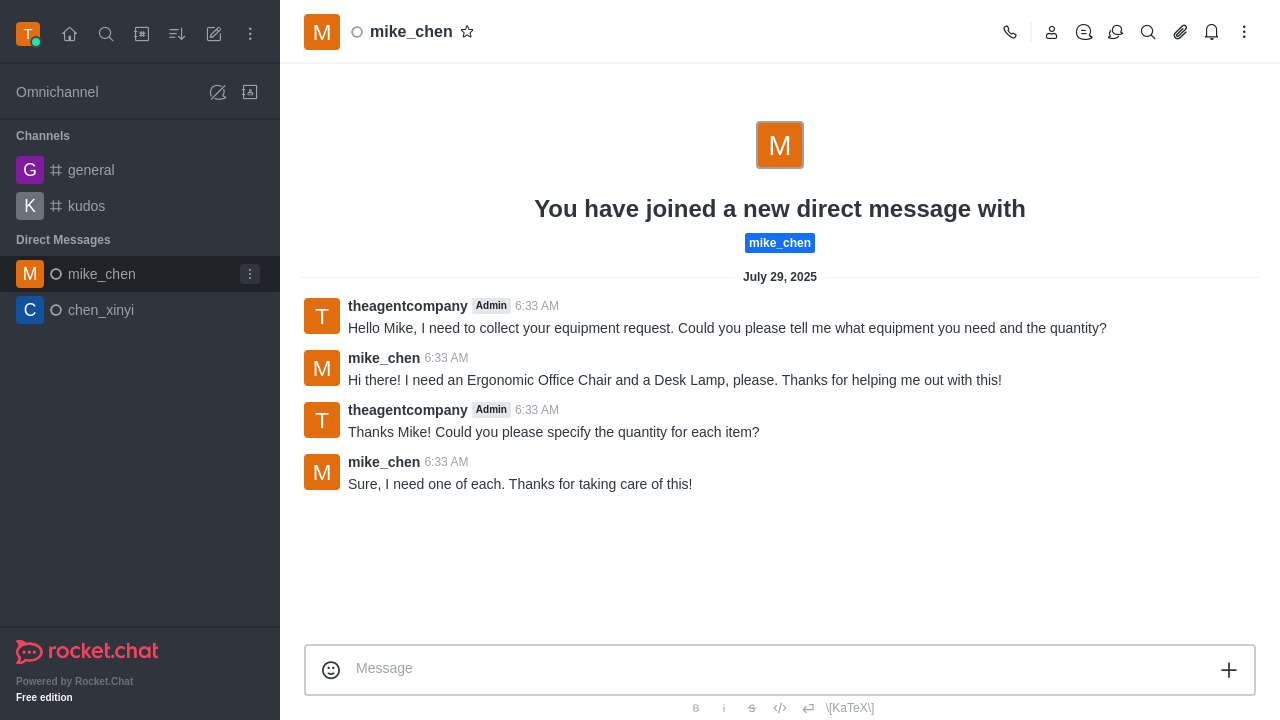 T
M
mike_chen
Omnichannel
Channels
G general
K kudos
Direct Messages
M mike_chen
C chen_xinyi
M
You have joined a new direct message with
mike_chen
July 29, 2025
T
theagentcompany Admin 6:33 AM
Hello Mike, I need to collect your equipment request. Could you please tell me what equipment you need and the quantity?
M
mike_chen 6:33 AM
Hi there! I need an Ergonomic Office Chair and a Desk Lamp, please. Thanks for helping me out with this!
T
theagentcompany Admin 6:33 AM
Thanks Mike! Could you please specify the quantity for each item?
M
mike_chen 6:33 AM
Sure, I need one of each. Thanks for taking care of this!
Message
B i S \[KaTeX\]
rocket.chat
Powered by Rocket.Chat
Free edition